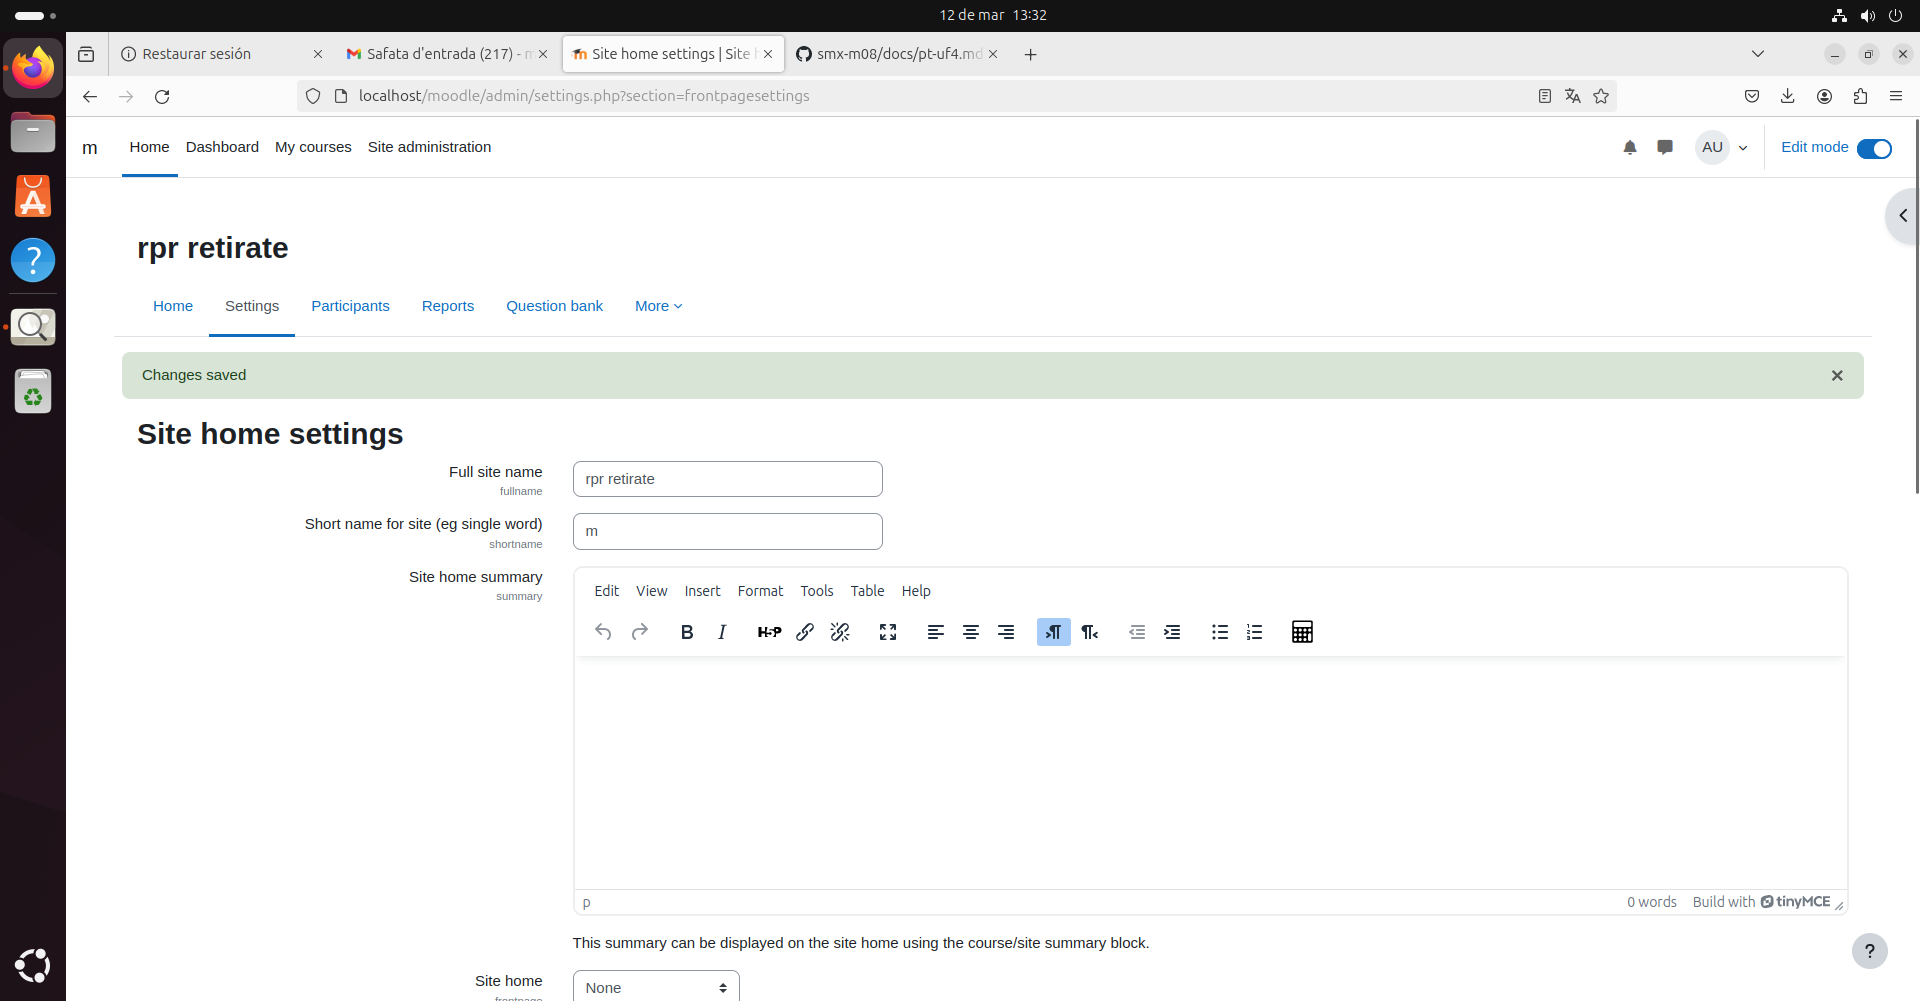 12 de mar 13:32
Restaurar sesión
Safata d'entrada (217) - m
Site home settings | Site h
smx-m08/docs/pt-uf4.md
localhost/moodle/admin/settings.php?section=frontpagesettings
m
Home
Dashboard
My courses
Site administration
AU
Edit mode
rpr retirate
Home
Settings
Participants
Reports
Question bank
More
Changes saved
Site home settings
Full site name
fullname
rpr retirate
Short name for site (eg single word)
shortname
m
Site home summary
summary
Edit View Insert Format Tools Table Help
B I H5P
p
0 words
Build with tinyMCE
This summary can be displayed on the site home using the course/site summary block.
Site home
frontpage
None
?